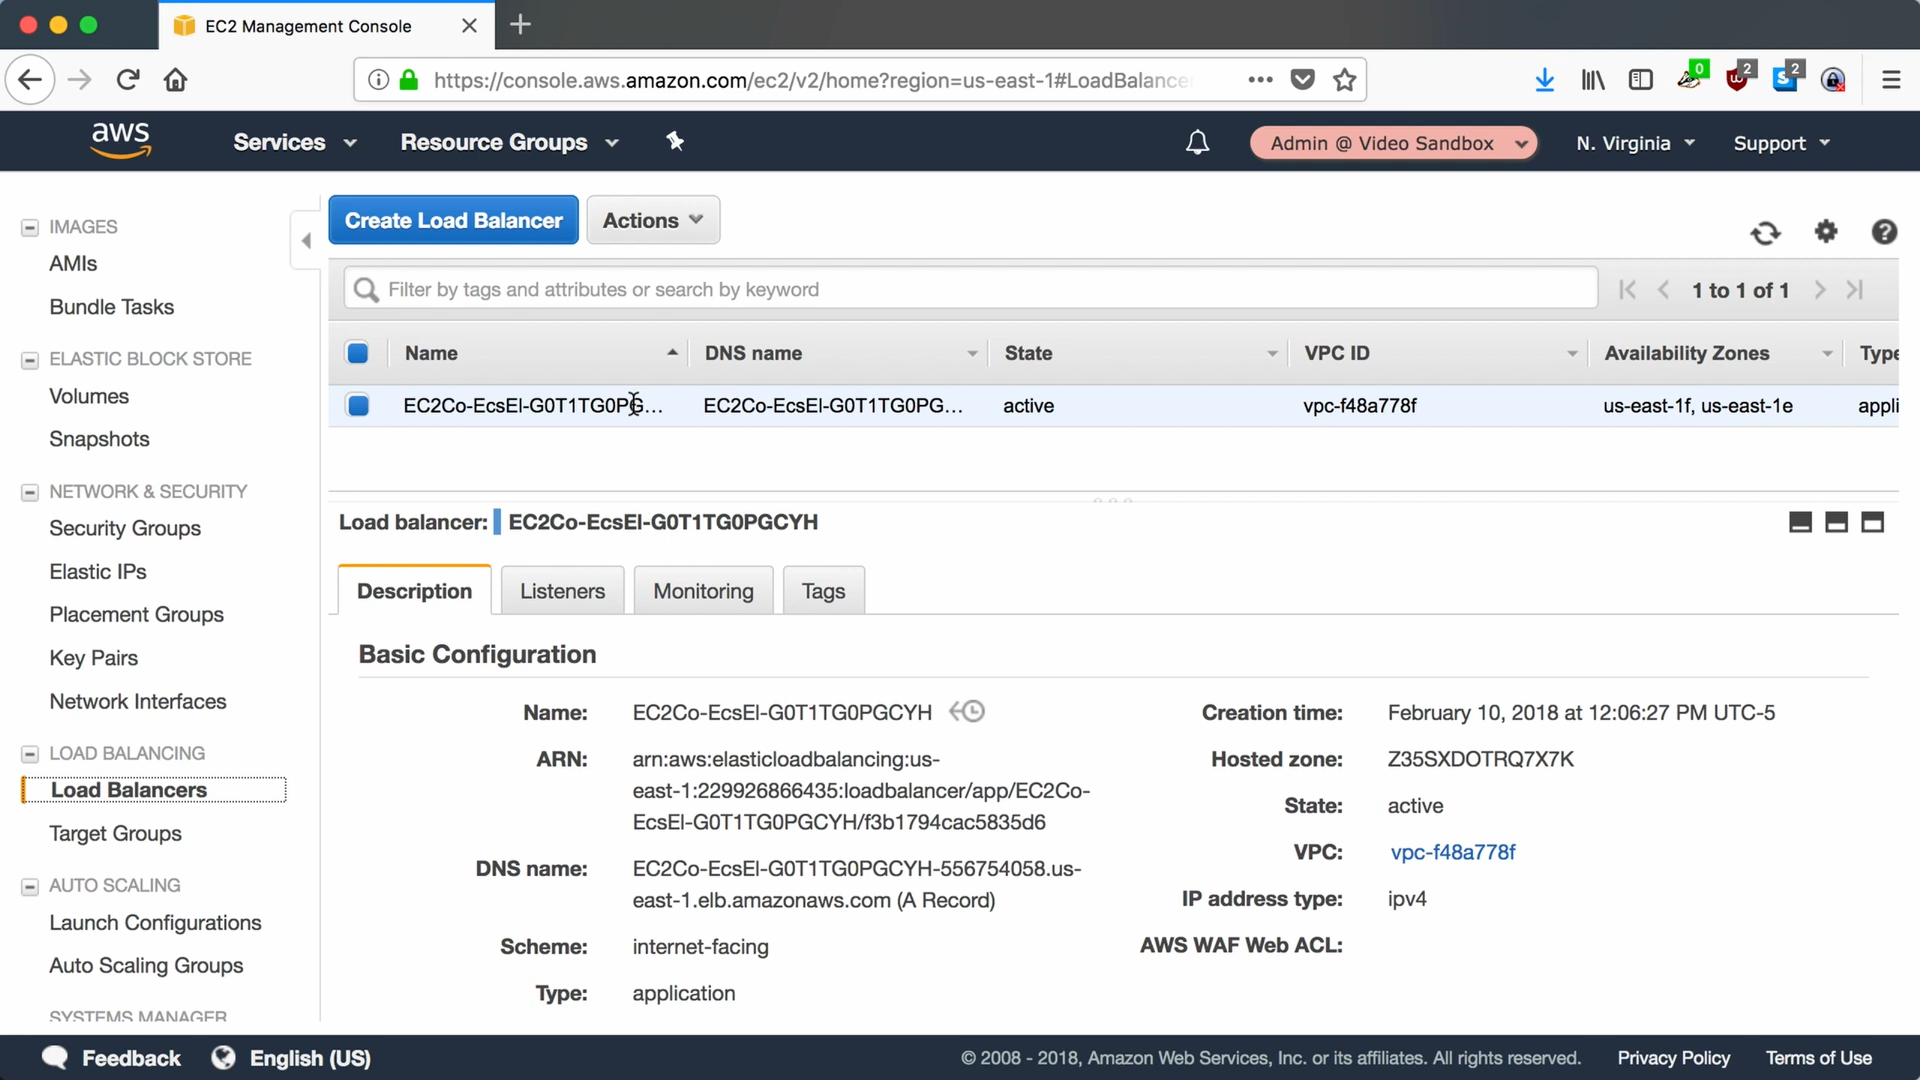 EC2 Management Console
https://console.aws.amazon.com/ec2/v2/home?region=us-east-1#LoadBalance
0
2
2
aws
Services
Resource Groups
Admin @ Video Sandbox
N. Virginia
Support
IMAGES
AMIs
Bundle Tasks
ELASTIC BLOCK STORE
Volumes
Snapshots
NETWORK & SECURITY
Security Groups
Elastic IPs
Placement Groups
Key Pairs
Network Interfaces
LOAD BALANCING
Load Balancers
Target Groups
AUTO SCALING
Launch Configurations
Auto Scaling Groups
SYSTEMS MANAGER
Create Load Balancer
Actions
Filter by tags and attributes or search by keyword
1 to 1 of 1
Name DNS name State VPC ID Availability Zones Type
EC2Co-EcsEl-G0T1TG0PG... EC2Co-EcsEl-G0T1TG0PG... active vpc-f48a778f us-east-1f, us-east-1e appli
Load balancer: EC2Co-EcsEl-G0T1TG0PGCYH
Description Listeners Monitoring Tags
Basic Configuration
Name: EC2Co-EcsEl-G0T1TG0PGCYH
ARN: arn:aws:elasticloadbalancing:us-
east-1:229926866435:loadbalancer/app/EC2Co-
EcsEl-G0T1TG0PGCYH/f3b1794cac5835d6
DNS name: EC2Co-EcsEl-G0T1TG0PGCYH-556754058.us-
east-1.elb.amazonaws.com (A Record)
Scheme: internet-facing
Type: application
Creation time: February 10, 2018 at 12:06:27 PM UTC-5
Hosted zone: Z35SXDOTRQ7X7K
State: active
VPC: vpc-f48a778f
IP address type: ipv4
AWS WAF Web ACL:
Feedback
English (US)
© 2008 - 2018, Amazon Web Services, Inc. or its affiliates. All rights reserved.
Privacy Policy
Terms of Use